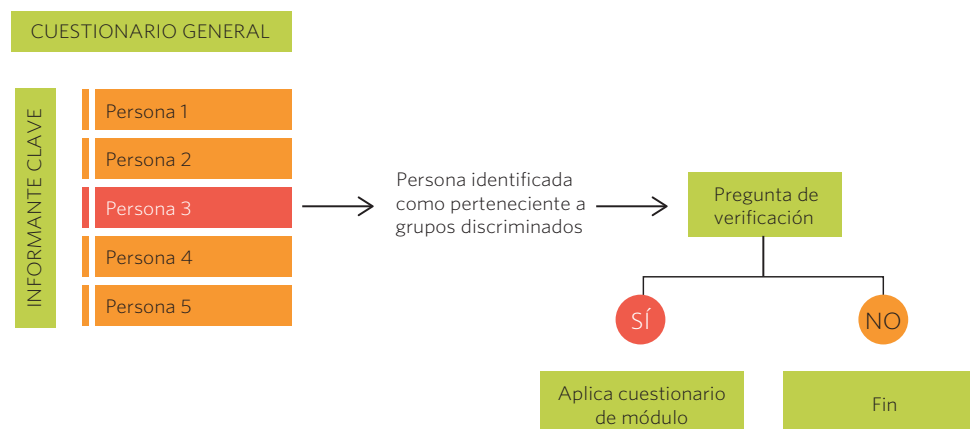 CUESTIONARIO GENERAL
INFORMANTE CLAVE
Persona 1
Persona 2
Persona 3
Persona 4
Persona 5
Persona identificada
como perteneciente a
grupos discriminados
Pregunta de
verificación
SÍ
NO
Aplica cuestionario
de módulo
Fin